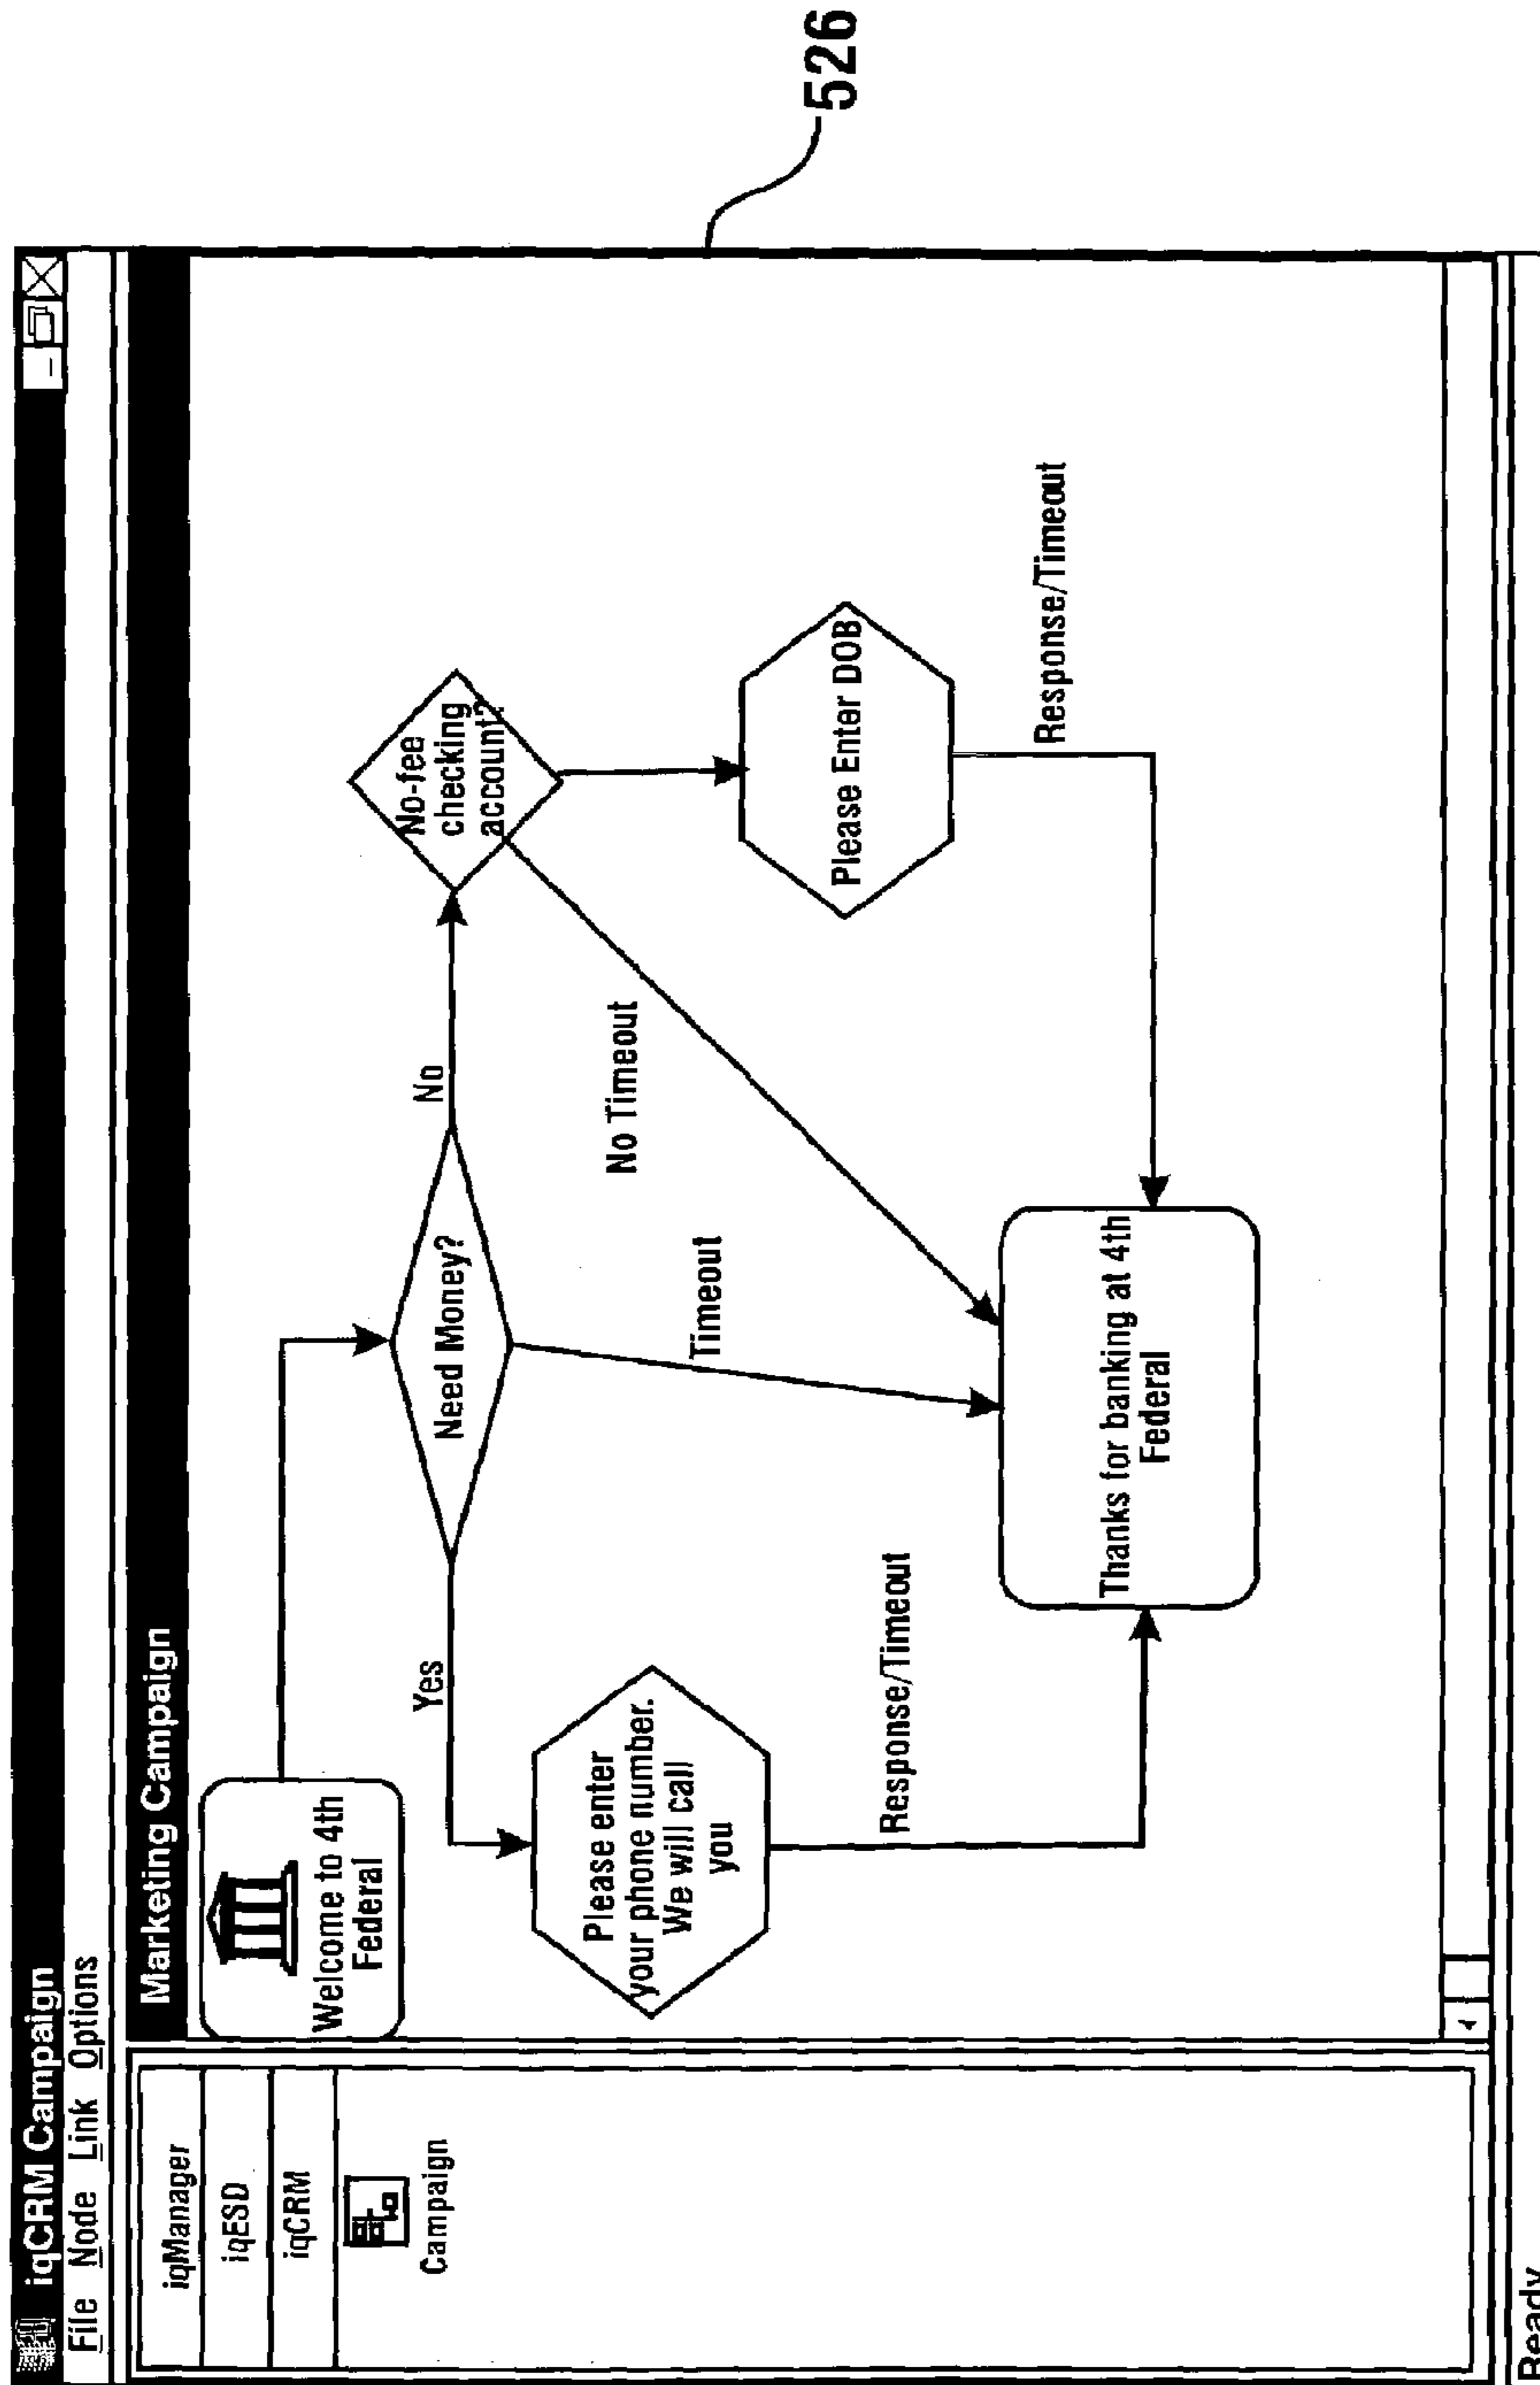 iqCRM Campaign
File Node Link Options
iqManager
iqESD
iqCRM
Campaign
Marketing Campaign
Welcome to 4th
Federal
Need Money?
Yes
No
Timeout
No Timeout
No-fee
checking
account?
Please enter
your phone number.
We will call
you
Please Enter DOB
Response/Timeout
Response/Timeout
Thanks for banking at 4th
Federal
Ready
526